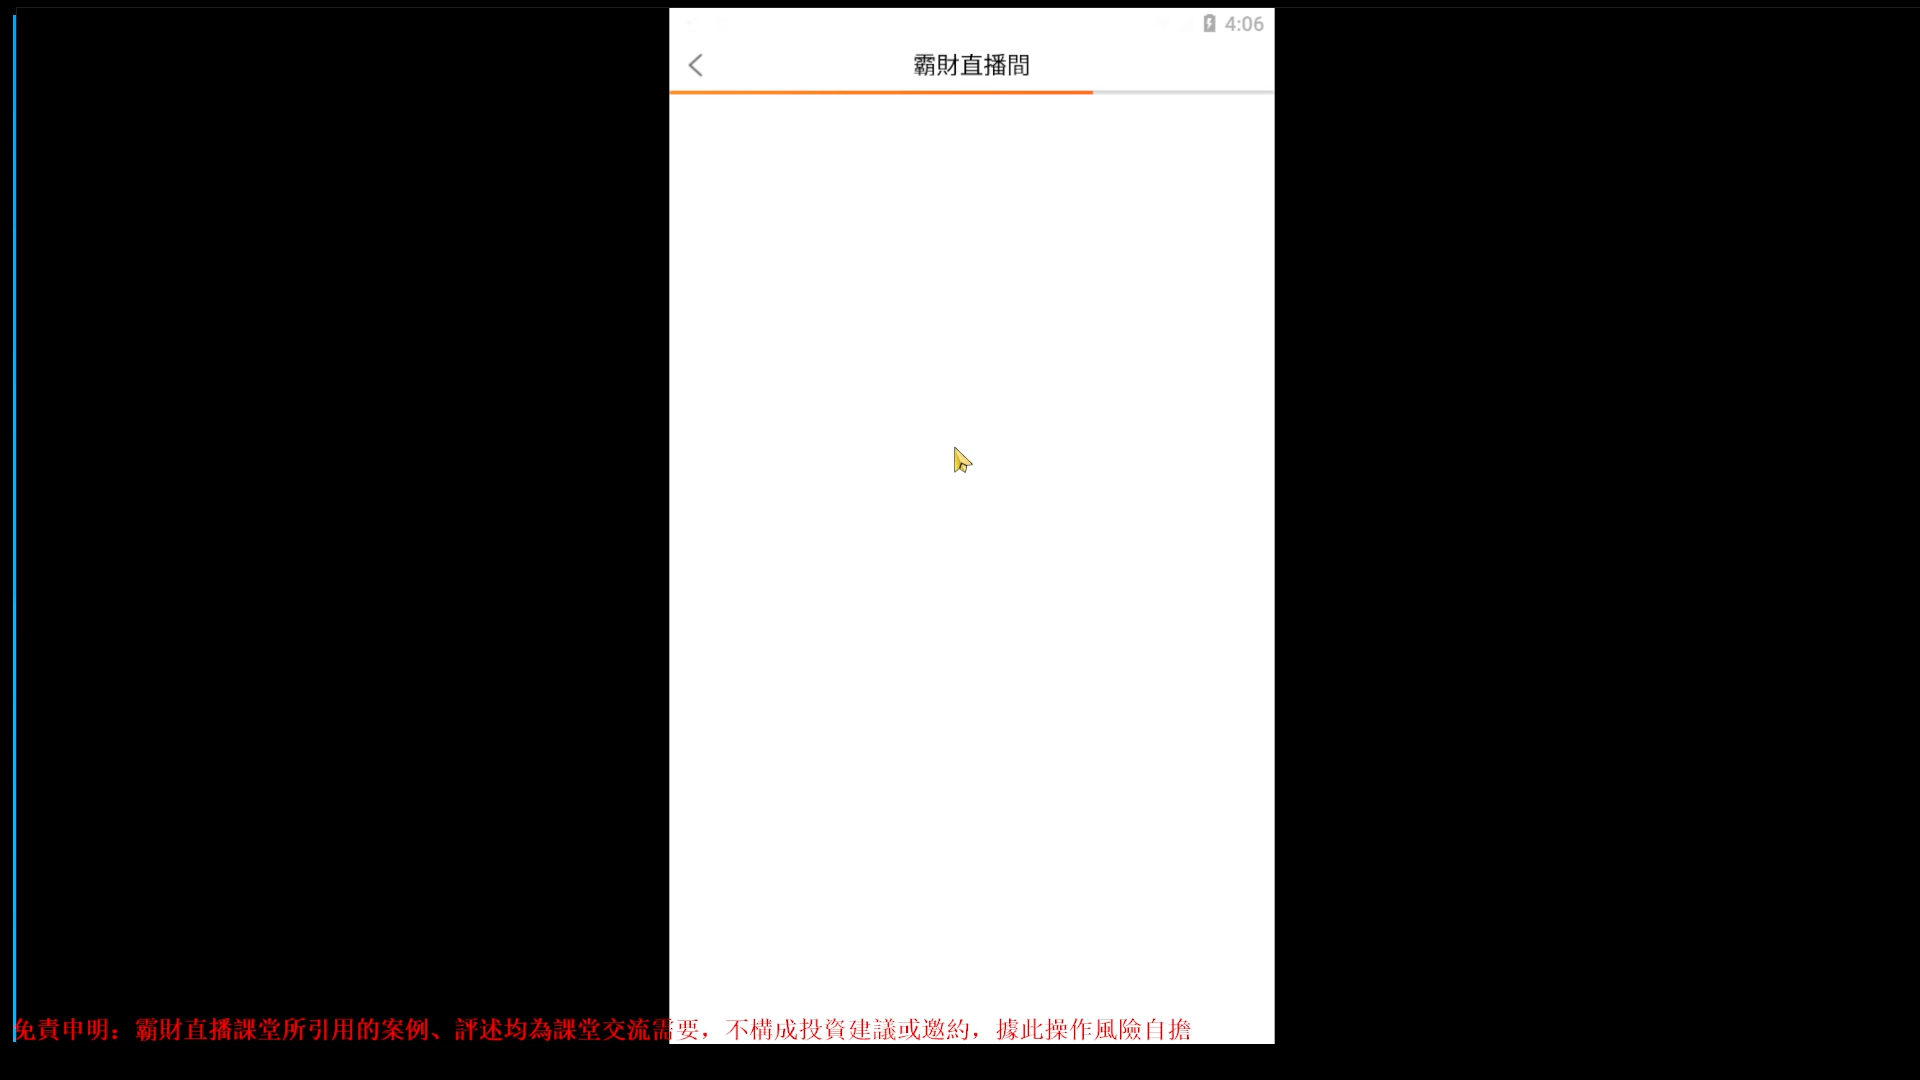 4:06
霸財直播間
免責申明：霸財直播課堂所引用的案例、評述均為課堂交流需要，不構成投資建議或邀約，據此操作風險自擔